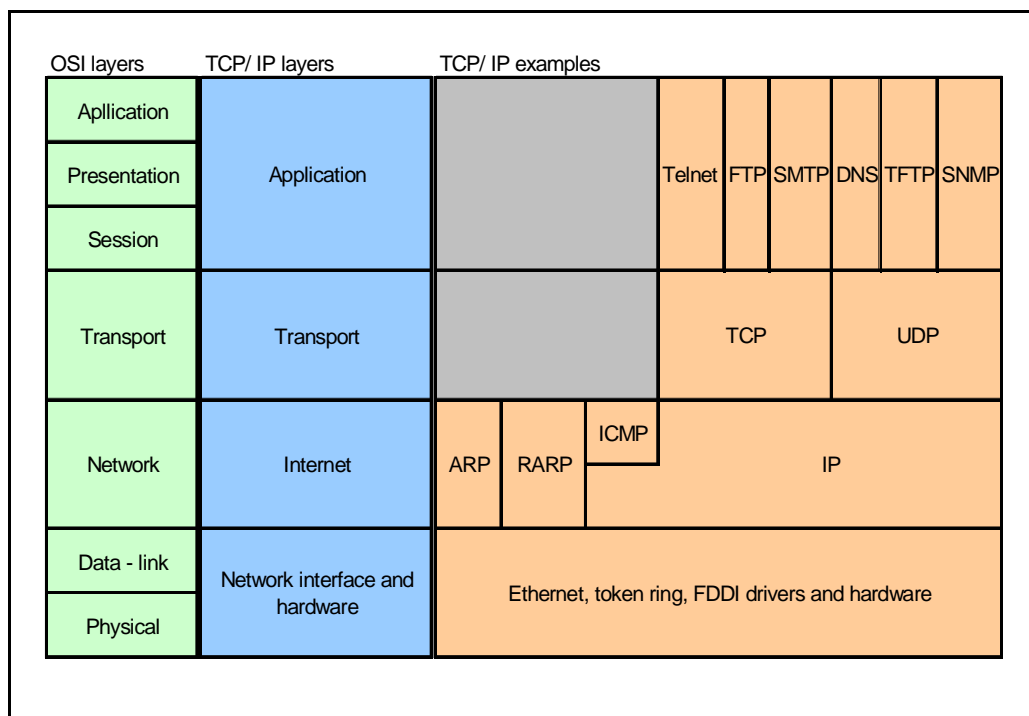 OSI layers
TCP/ IP layers
TCP/ IP examples
Apllication
Presentation
Session
Application
Telnet
FTP
SMTP
DNS
TFTP
SNMP
Transport
Transport
TCP
UDP
Network
Internet
ARP
RARP
ICMP
IP
Data - link
Physical
Network interface and
hardware
Ethernet, token ring, FDDI drivers and hardware